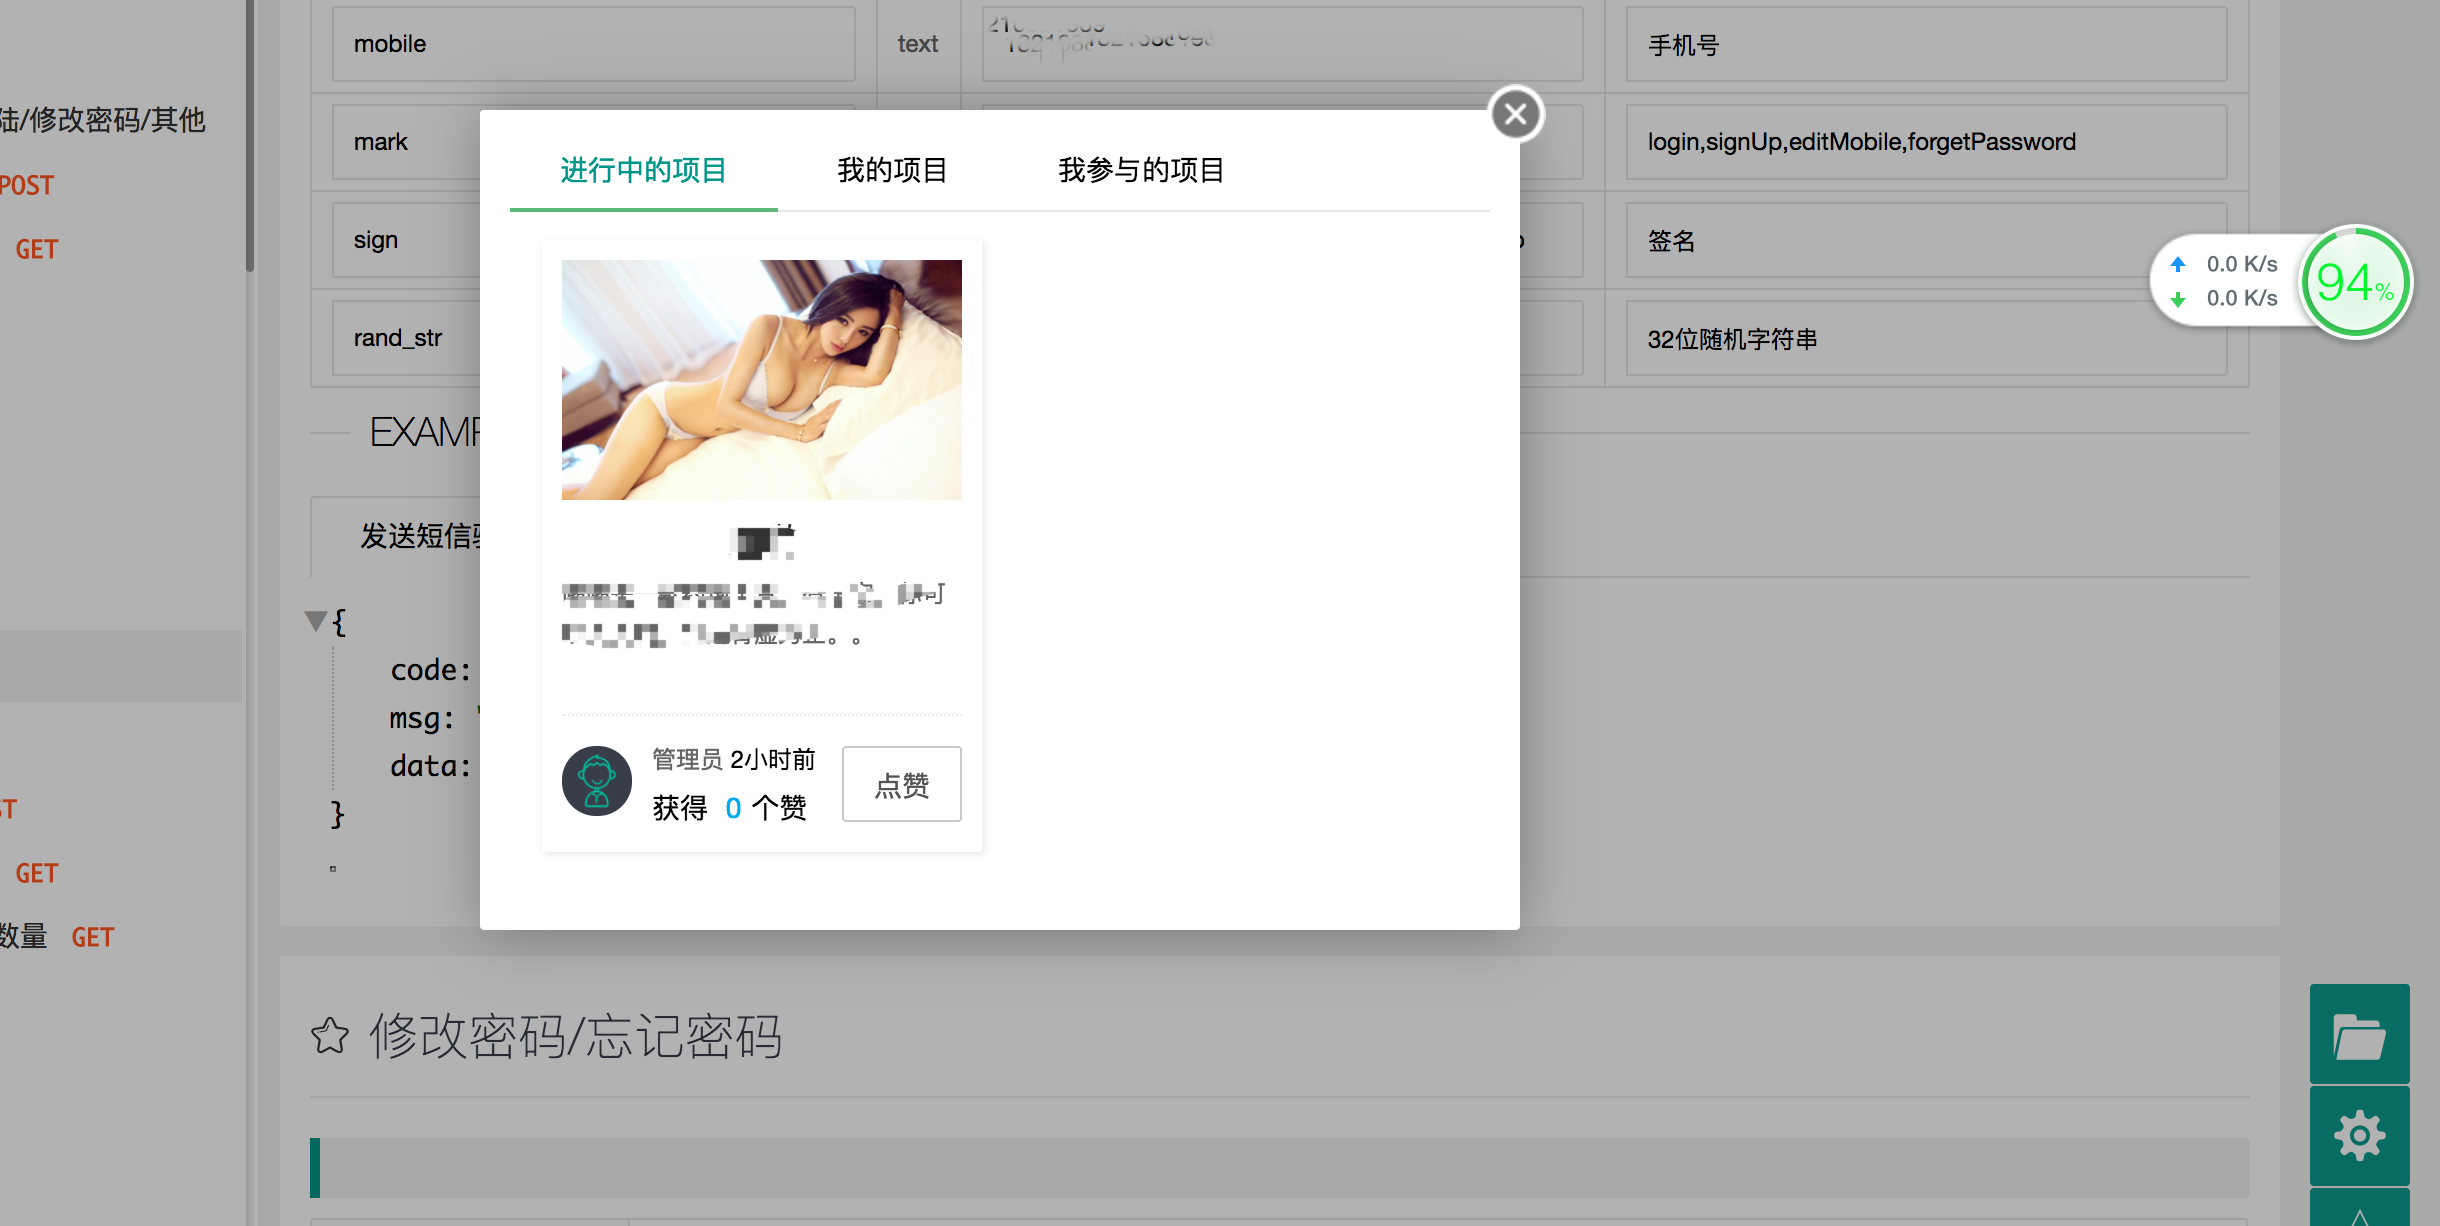 mobile
text
手机号
陆/修改密码/其他
mark
login,signUp,editMobile,forgetPassword
POST
进行中的项目
我的项目
我参与的项目
GET
sign
签名
0.0 K/s
94%
0.0 K/s
rand_str
32位随机字符串
EXAMP
发送短信验
{
code:
msg:
data:
}
管理员 2小时前
获得 0 个赞
点赞
ST
GET
数量 GET
修改密码/忘记密码